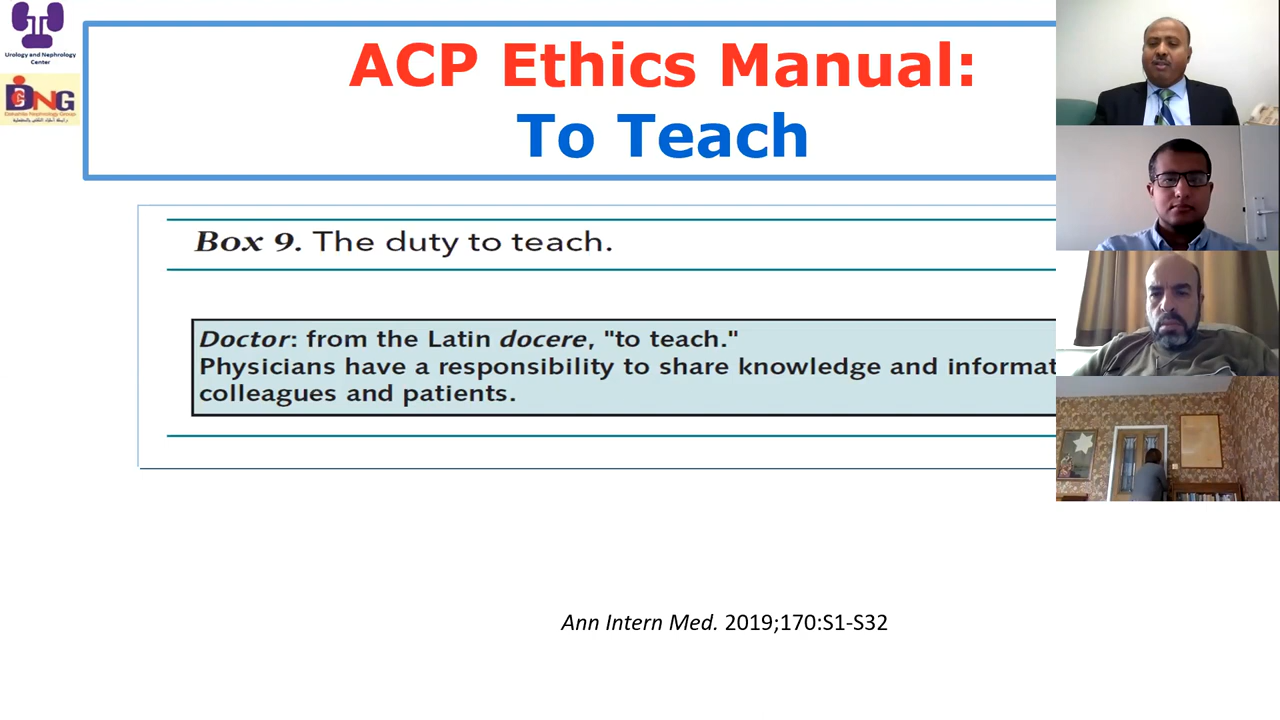 Urology and Nephrology
Center
ACP Ethics Manual:
To Teach
DNG
Box 9. The duty to teach.
Doctor: from the Latin docere, "to teach."
Physicians have a responsibility to share knowledge and informat
colleagues and patients.
Ann Intern Med. 2019;170:S1-S32